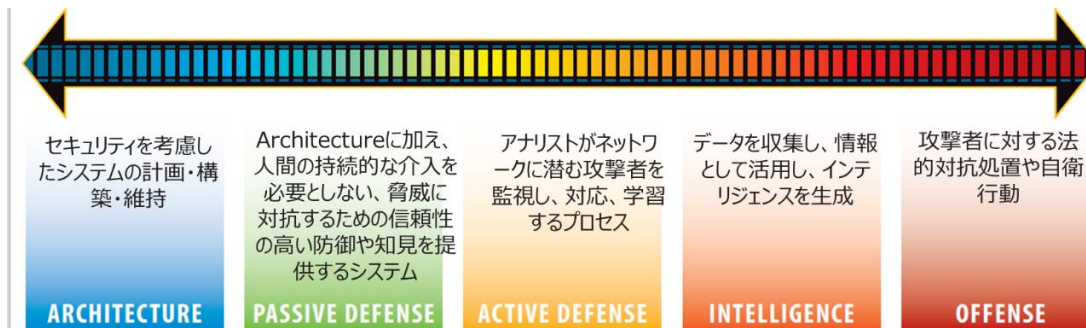 セキュリティを考慮し
たシステムの計画・構
築・維持
ARCHITECTURE
Architectureに加え、
人間の持続的な介入を
必要としない、脅威に
対抗するための信頼性
の高い防御や知見を提
供するシステム
PASSIVE DEFENSE
アナリストがネットワ
ークに潜む攻撃者を
監視し、対応、学習
するプロセス
ACTIVE DEFENSE
データを収集し、情報
として活用し、インテ
リジェンスを生成
INTELLIGENCE
攻撃者に対する法
的対抗処置や自衛
行動
OFFENSE